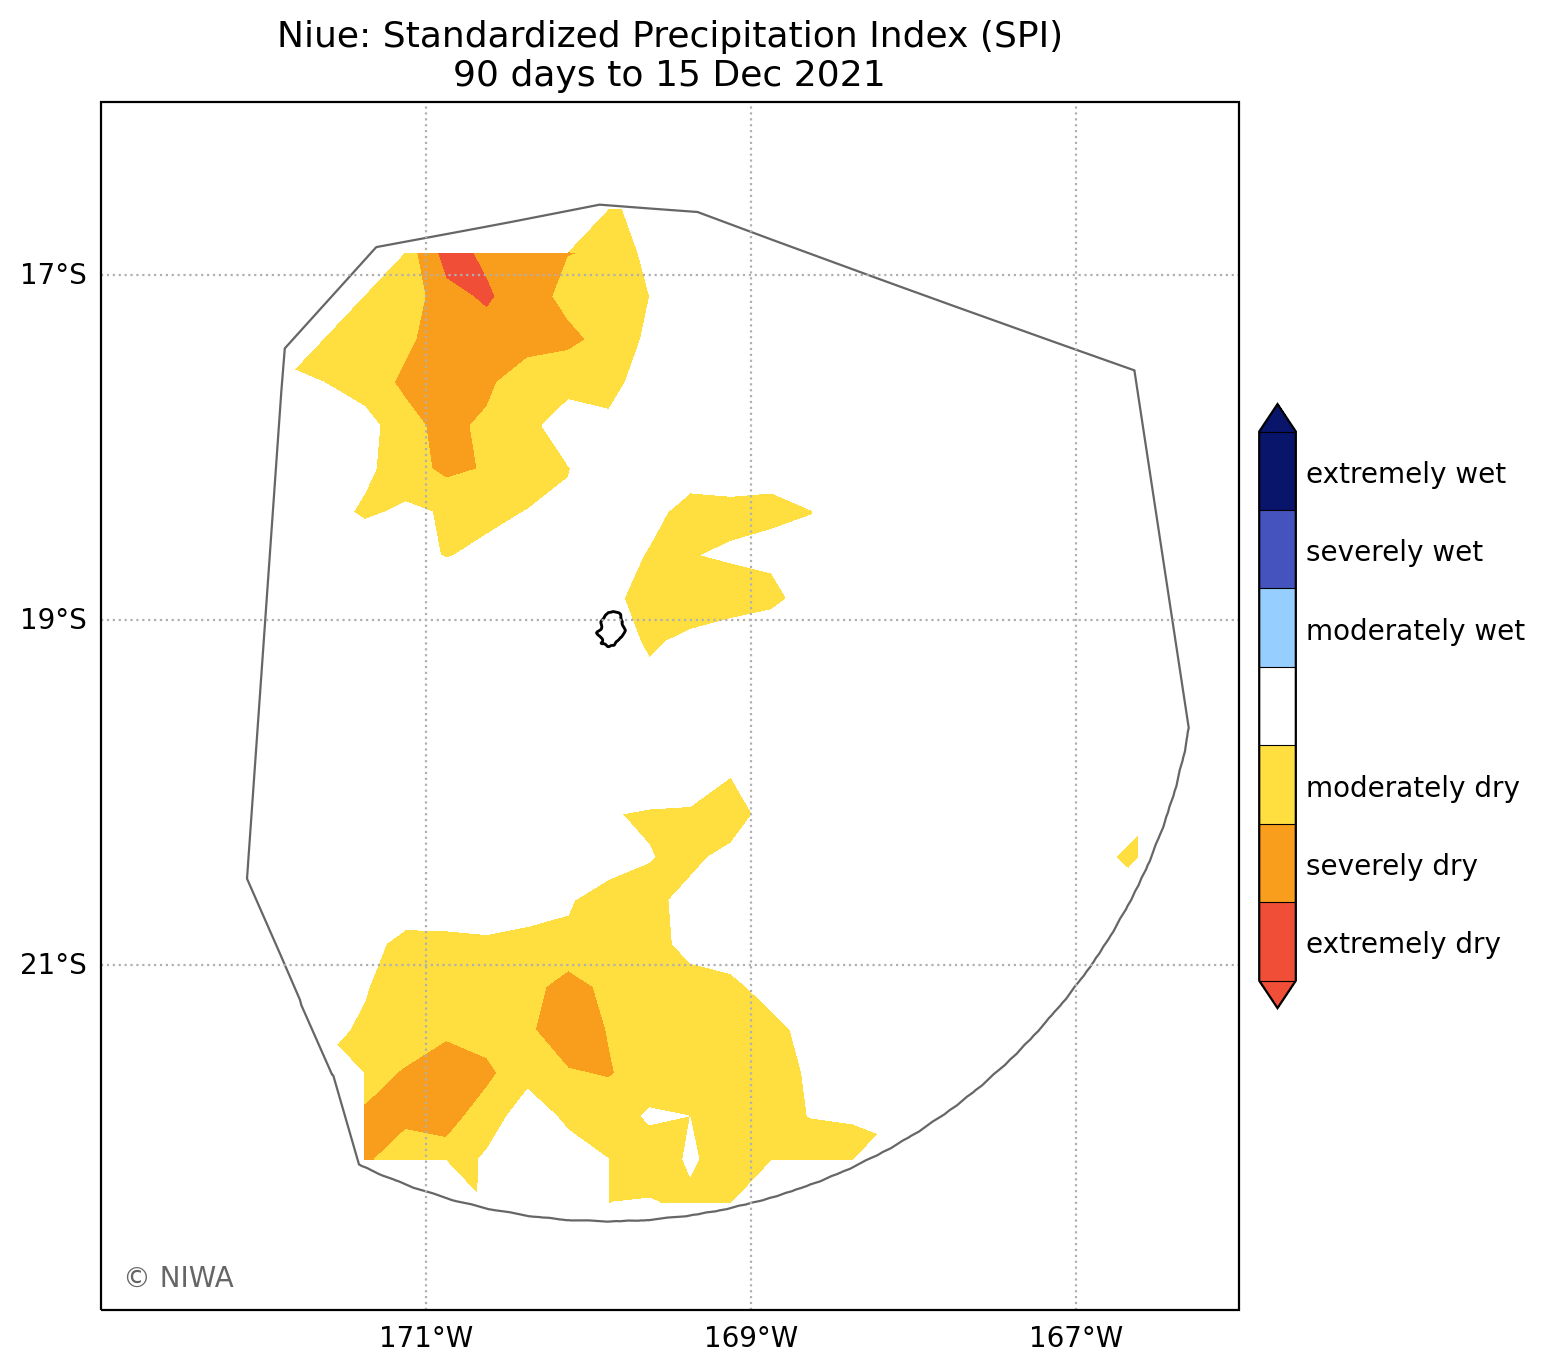 Niue: Standardized Precipitation Index (SPI)
90 days to 15 Dec 2021
17°S
19°S
21°S
171°W
169°W
167°W
extremely wet
severely wet
moderately wet
moderately dry
severely dry
extremely dry
© NIWA